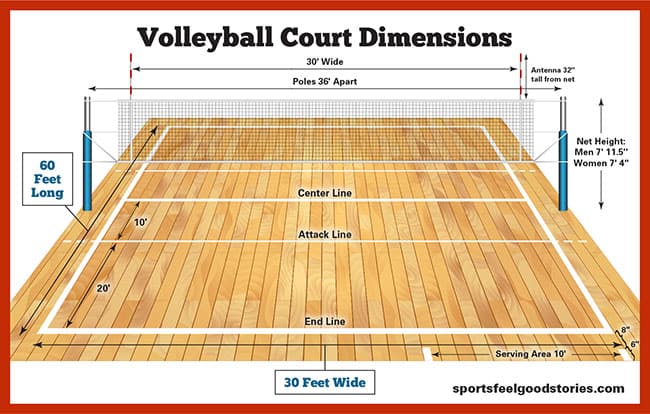 Volleyball Court Dimensions
30' Wide
Antenna 32"
tall from net
Poles 36' Apart
Net Height:
Men 7' 11.5"
Women 7' 4"
60
Feet
Long
Center Line
10'
Attack Line
20'
End Line
8"
6"
Serving Area 10'
30 Feet Wide
sportsfeelgoodstories.com